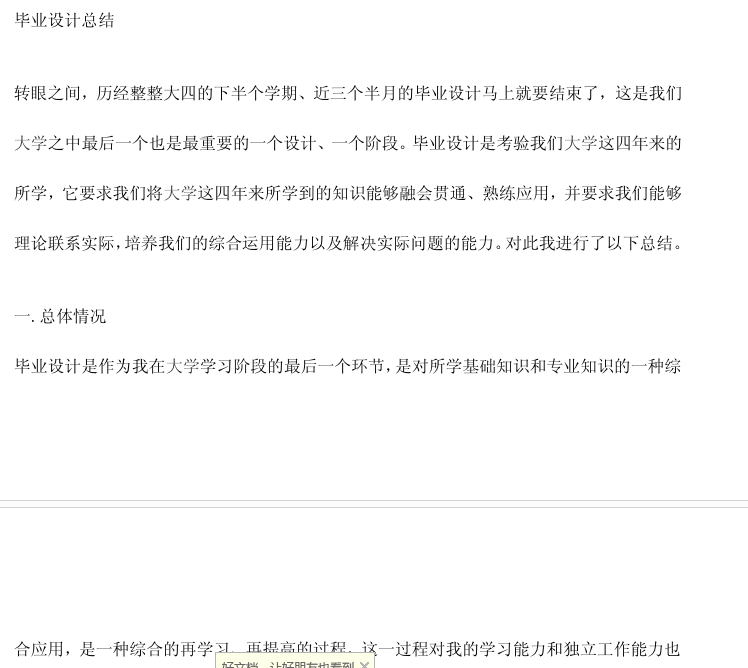 毕业设计总结
转眼之间，历经整整大四的下半个学期、近三个半月的毕业设计马上就要结束了，这是我们
大学之中最后一个也是最重要的一个设计、一个阶段。毕业设计是考验我们大学这四年来的
所学，它要求我们将大学这四年来所学到的知识能够融会贯通、熟练应用，并要求我们能够
理论联系实际，培养我们的综合运用能力以及解决实际问题的能力。对此我进行了以下总结。
一. 总体情况
毕业设计是作为我在大学学习阶段的最后一个环节，是对所学基础知识和专业知识的一种综
合应用，是一种综合的再学习、再提高的过程，这一过程对我的学习能力和独立工作能力也
好文档，让好朋友也看到